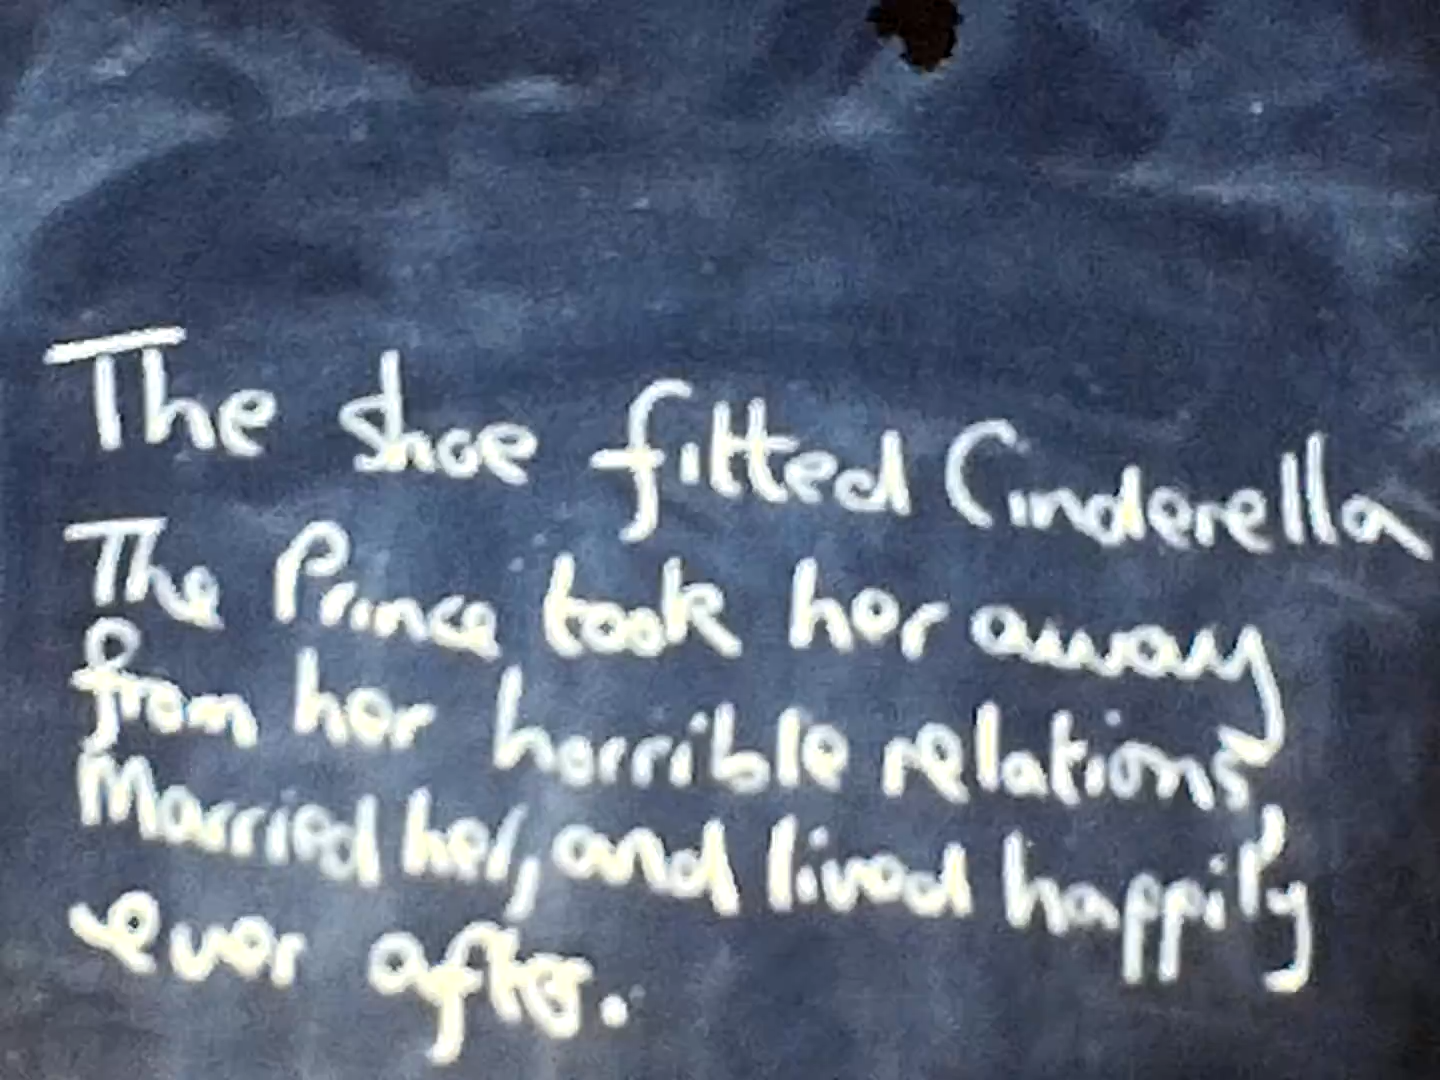 The shoe fitted Cinderella
The Prince took her away
from her horrible relations,
Married her, and lived happily
ever after.